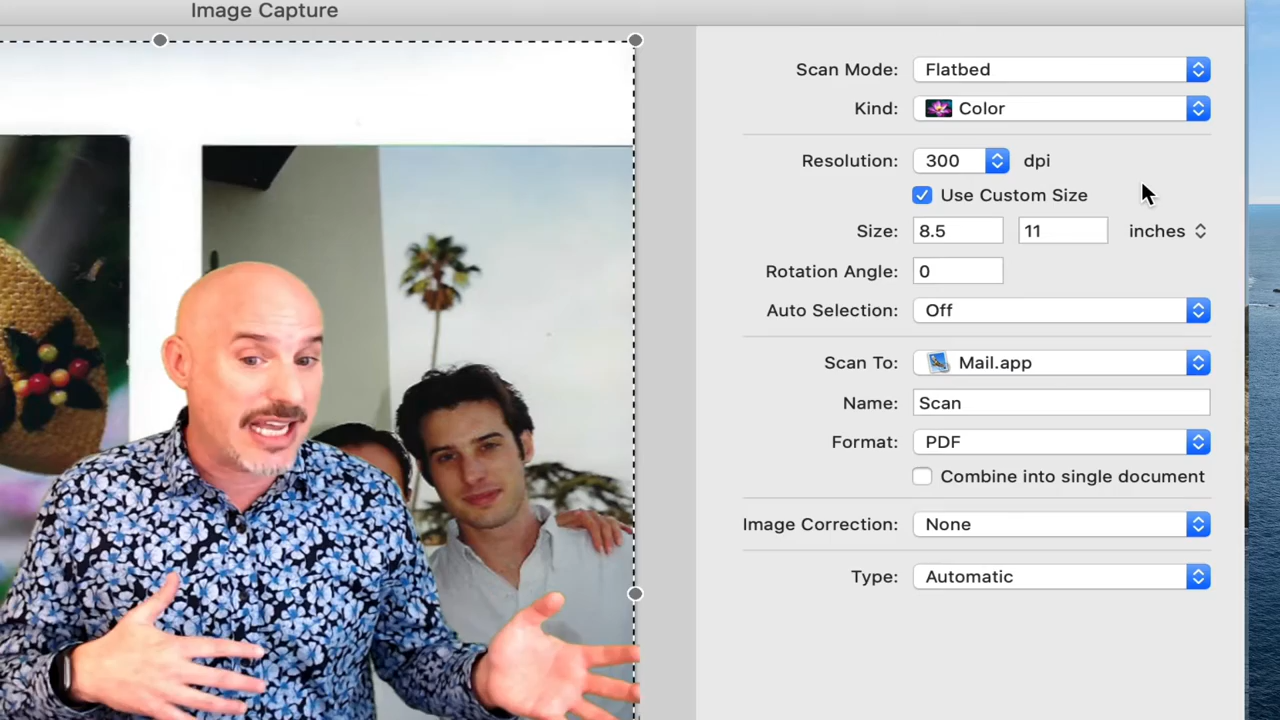 Image Capture
Scan Mode: Flatbed
Kind: Color
Resolution: 300 dpi
Use Custom Size
Size: 8.5 11 inches
Rotation Angle: 0
Auto Selection: Off
Scan To: Mail.app
Name: Scan
Format: PDF
Combine into single document
Image Correction: None
Type: Automatic